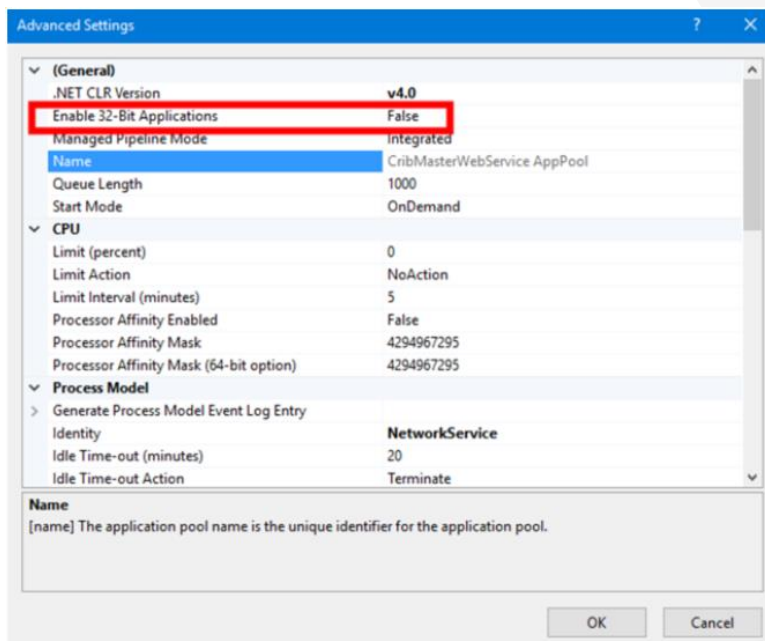 Advanced Settings
(General)
.NET CLR Version v4.0
Enable 32-Bit Applications False
Managed Pipeline Mode Integrated
Name CribMasterWebService AppPool
Queue Length 1000
Start Mode OnDemand
CPU
Limit (percent) 0
Limit Action NoAction
Limit Interval (minutes) 5
Processor Affinity Enabled False
Processor Affinity Mask 4294967295
Processor Affinity Mask (64-bit option) 4294967295
Process Model
Generate Process Model Event Log Entry
Identity NetworkService
Idle Time-out (minutes) 20
Idle Time-out Action Terminate
Name
[name] The application pool name is the unique identifier for the application pool.
OK Cancel